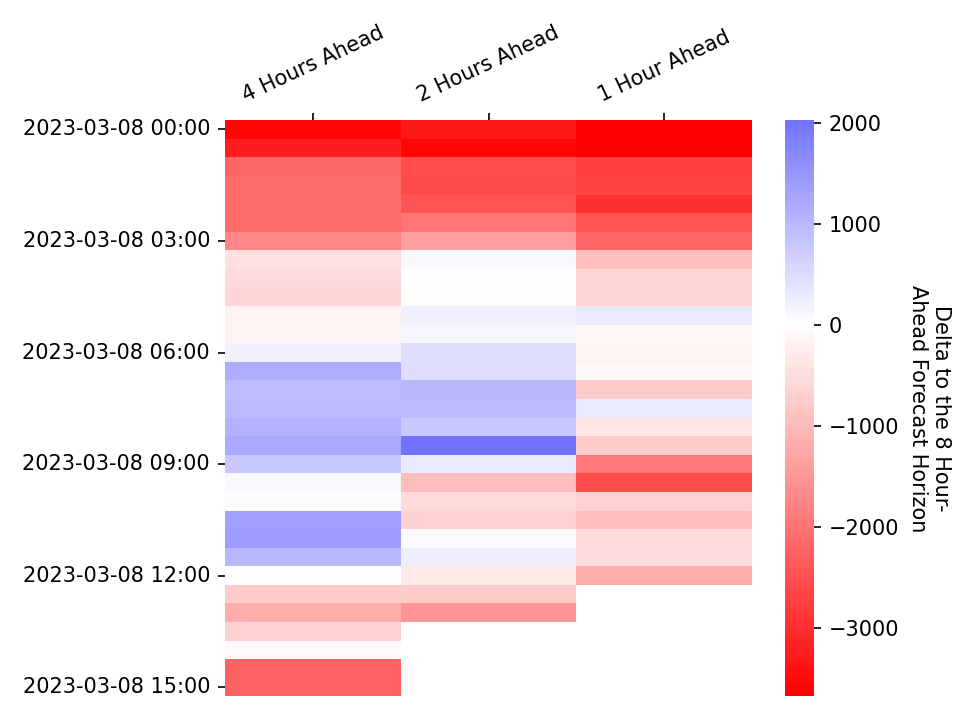 4 Hours Ahead
2 Hours Ahead
1 Hour Ahead
2023-03-08 00:00
2023-03-08 03:00
2023-03-08 06:00
2023-03-08 09:00
2023-03-08 12:00
2023-03-08 15:00
2000
1000
0
−1000
−2000
−3000
Delta to the 8 Hour-
Ahead Forecast Horizon